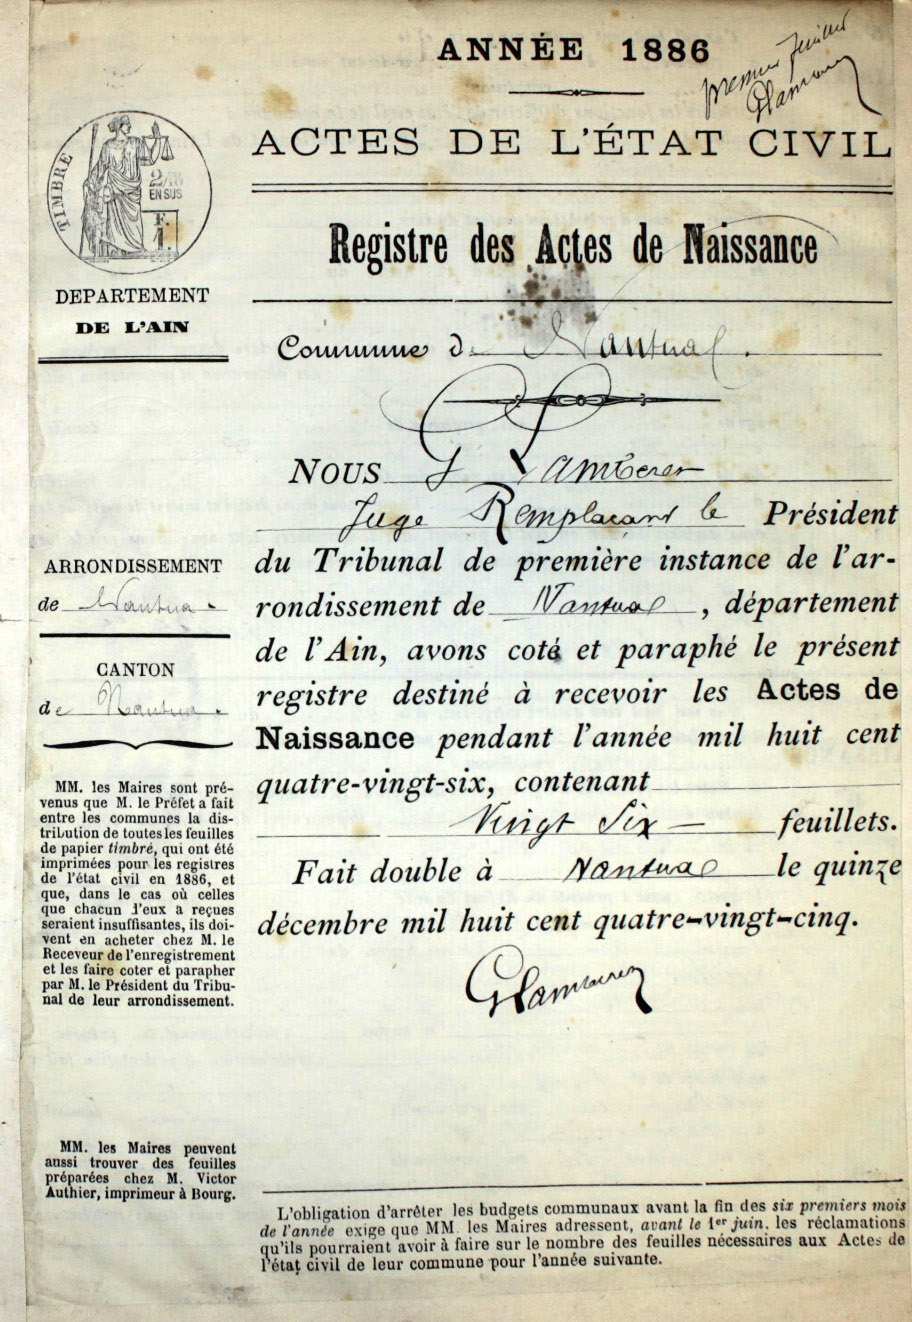 ANNÉE 1886
premier feuillet
ACTES DE L'ÉTAT CIVIL
TIMBRE
2/10
EN SUS
F.
1.
DEPARTEMENT
DE L'AIN
Registre des Actes de Naissance
Commune de Nantua.
NOUS
Juge Remplaçant le Président
du Tribunal de première instance de l'ar-
rondissement de Nantua, département
de l'Ain, avons coté et paraphé le présent
registre destiné à recevoir les Actes de
Naissance pendant l'année mil huit cent
quatre-vingt-six, contenant
Vingt Six feuillets.
Fait double à Nantua le quinze
décembre mil huit cent quatre-vingt-cinq.
ARRONDISSEMENT
de Nantua.
CANTON
de Nantua.
MM. les Maires sont pré-
venus que M. le Préfet a fait
entre les communes la dis-
tribution de toutes les feuilles
de papier timbré, qui ont été
imprimées pour les registres
de l'état civil en 1886, et
que, dans le cas où celles
que chacun d'eux a reçues
seraient insuffisantes, ils doi-
vent en acheter chez M. le
Receveur de l'enregistrement
et les faire coter et parapher
par M. le Président du Tribu-
nal de leur arrondissement.
MM. les Maires peuvent
aussi trouver des feuilles
préparées chez M. Victor
Authier, imprimeur à Bourg.
L'obligation d'arrêter les budgets communaux avant la fin des six premiers mois
de l'année exige que MM. les Maires adressent, avant le 1er juin, les réclamations
qu'ils pourraient avoir à faire sur le nombre des feuilles nécessaires aux Actes de
l'état civil de leur commune pour l'année suivante.